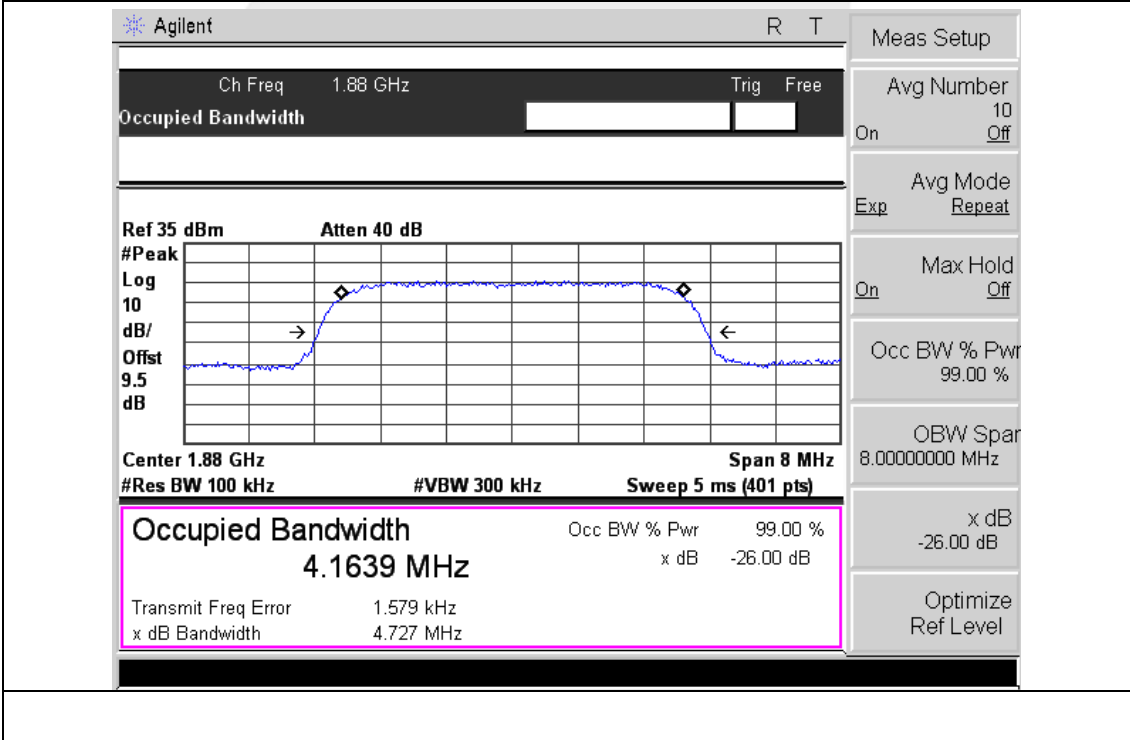 Agilent R T
Ch Freq 1.88 GHz Trig Free
Occupied Bandwidth
Ref 35 dBm Atten 40 dB
#Peak
Log
10
dB/
Offst
9.5
dB
Center 1.88 GHz Span 8 MHz
#Res BW 100 kHz #VBW 300 kHz Sweep 5 ms (401 pts)
Occupied Bandwidth Occ BW % Pwr 99.00 %
4.1639 MHz x dB -26.00 dB
Transmit Freq Error 1.579 kHz
x dB Bandwidth 4.727 MHz
Meas Setup
Avg Number
10
On Off
Avg Mode
Exp Repeat
Max Hold
On Off
Occ BW % Pwr
99.00 %
OBW Spar
8.00000000 MHz
x dB
-26.00 dB
Optimize
Ref Level